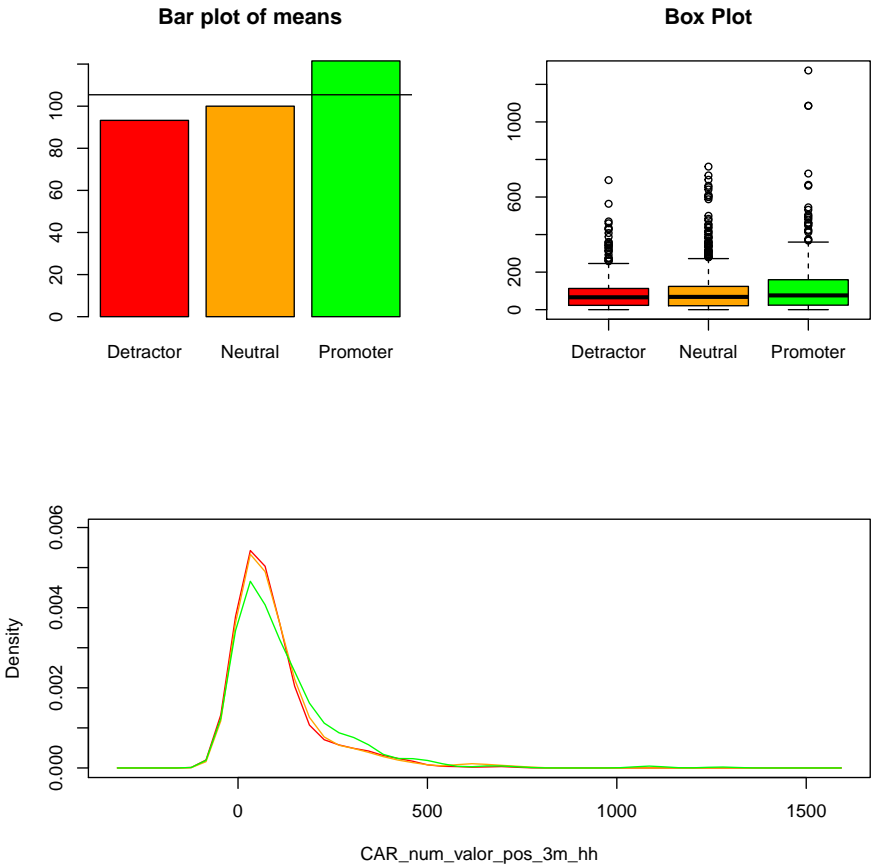 Bar plot of means
0 20 40 60 80 100
Detractor Neutral Promoter
Box Plot
0 200 600 1000
Detractor Neutral Promoter
Density
0.000 0.002 0.004 0.006
0 500 1000 1500
CAR_num_valor_pos_3m_hh